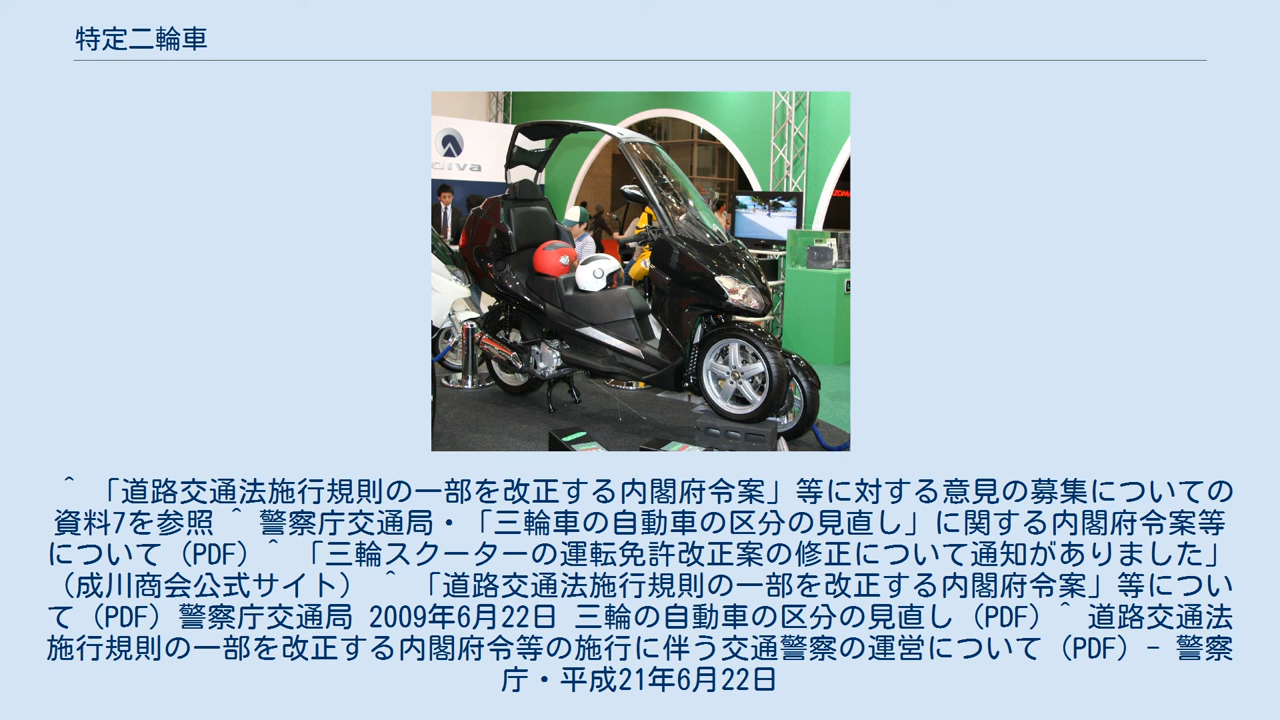 特定二輪車
diva
ZOM
^ 「道路交通法施行規則の一部を改正する内閣府令案」等に対する意見の募集についての
資料7を参照 ^ 警察庁交通局・「三輪車の自動車の区分の見直し」に関する内閣府令案等
について（PDF）^ 「三輪スクーターの運転免許改正案の修正について通知がありました」
（成川商会公式サイト） ^ 「道路交通法施行規則の一部を改正する内閣府令案」等につい
て（PDF）警察庁交通局 2009年6月22日 三輪の自動車の区分の見直し（PDF）^ 道路交通法
施行規則の一部を改正する内閣府令等の施行に伴う交通警察の運営について（PDF）- 警察
庁・平成21年6月22日